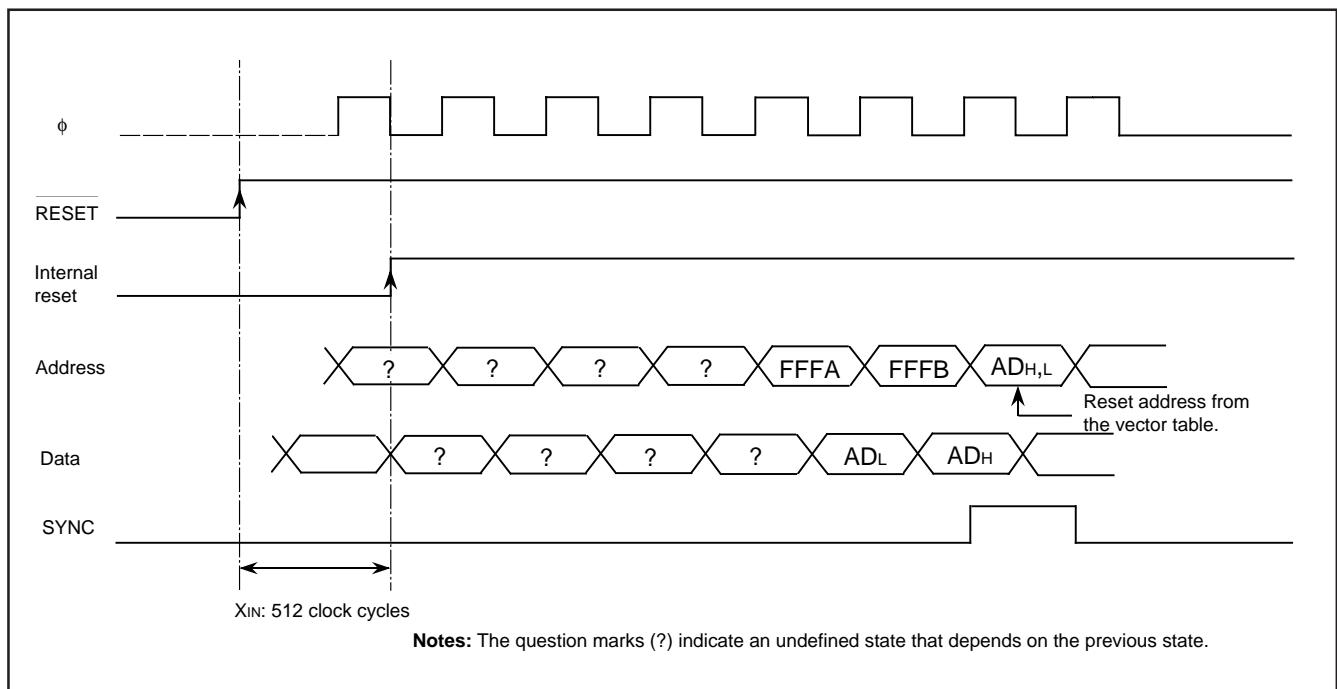 ϕ
RESET
Internal
reset
Address
? ? ? ? FFFA FFFB ADH,L
Reset address from
the vector table.
Data
? ? ? ? ADL ADH
SYNC
XIN: 512 clock cycles
Notes: The question marks (?) indicate an undefined state that depends on the previous state.